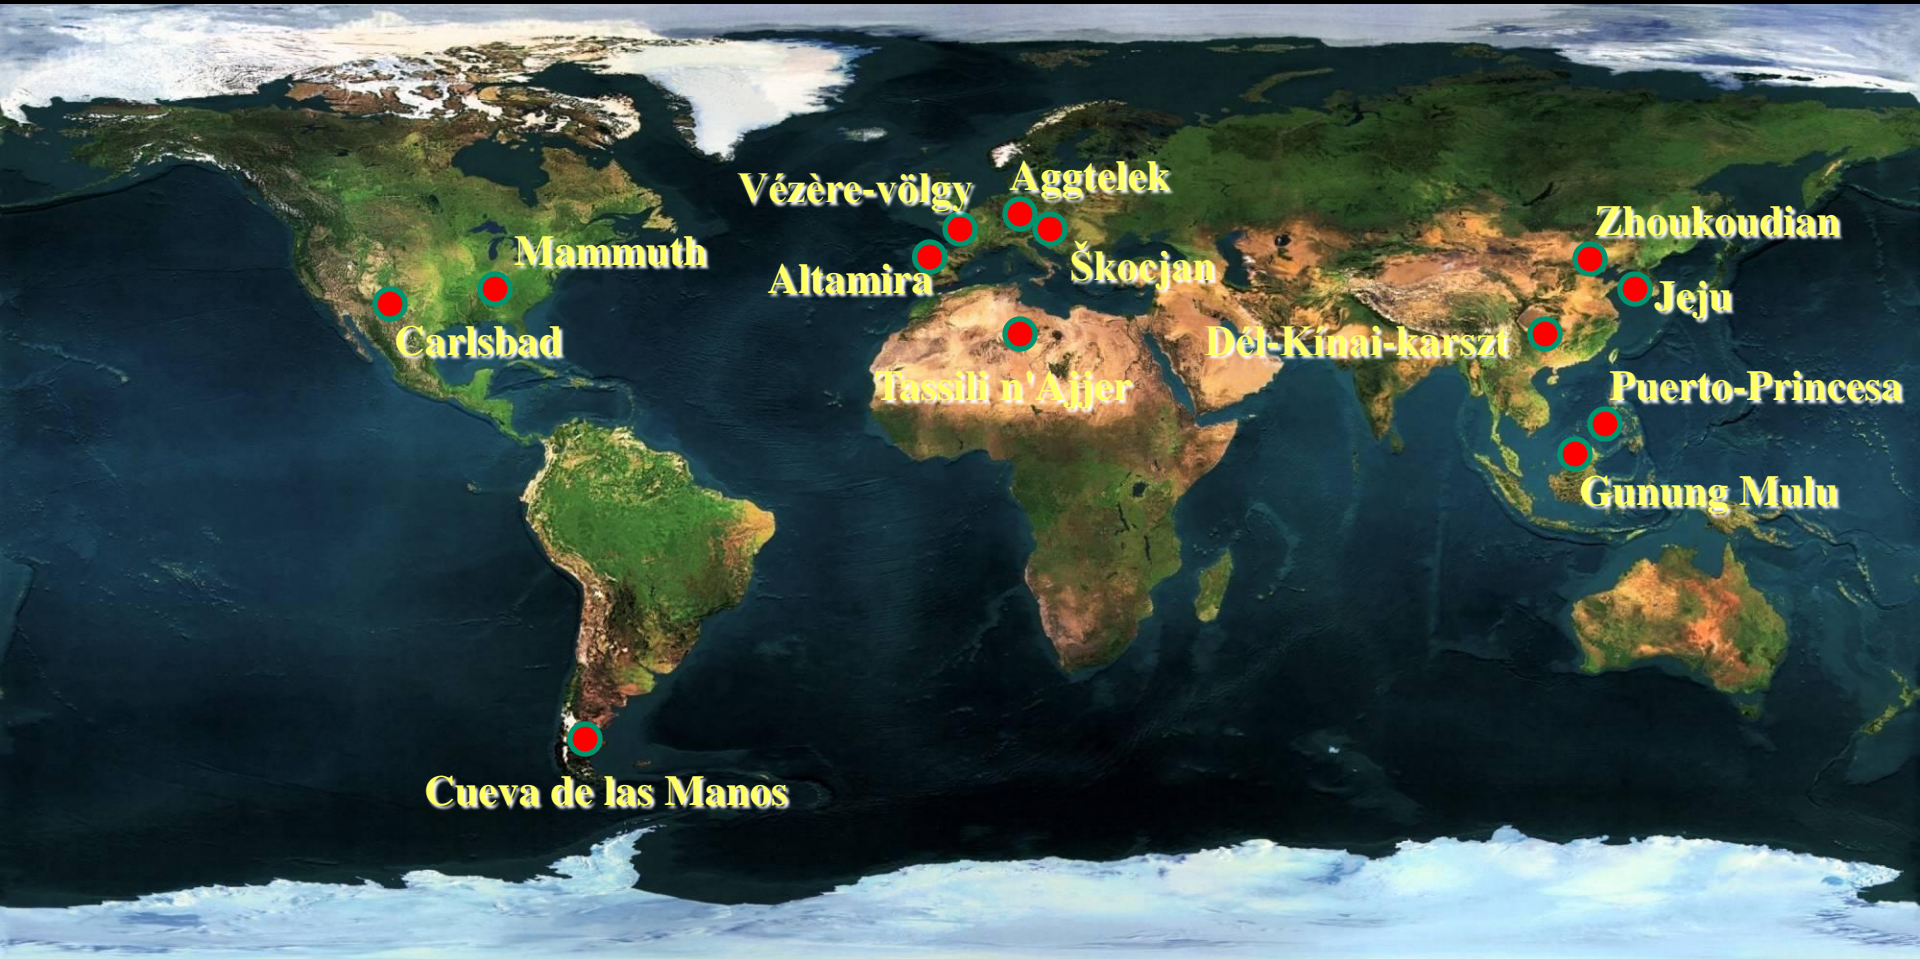 Aggtelek
Vézère-völgy
Zhoukoudian
Mammuth
Škocjan
Altamira
Jeju
Carlsbad
Dél-Kínai-karszt
Tassili n'Ajjer
Puerto-Princesa
Gunung Mulu
Cueva de las Manos